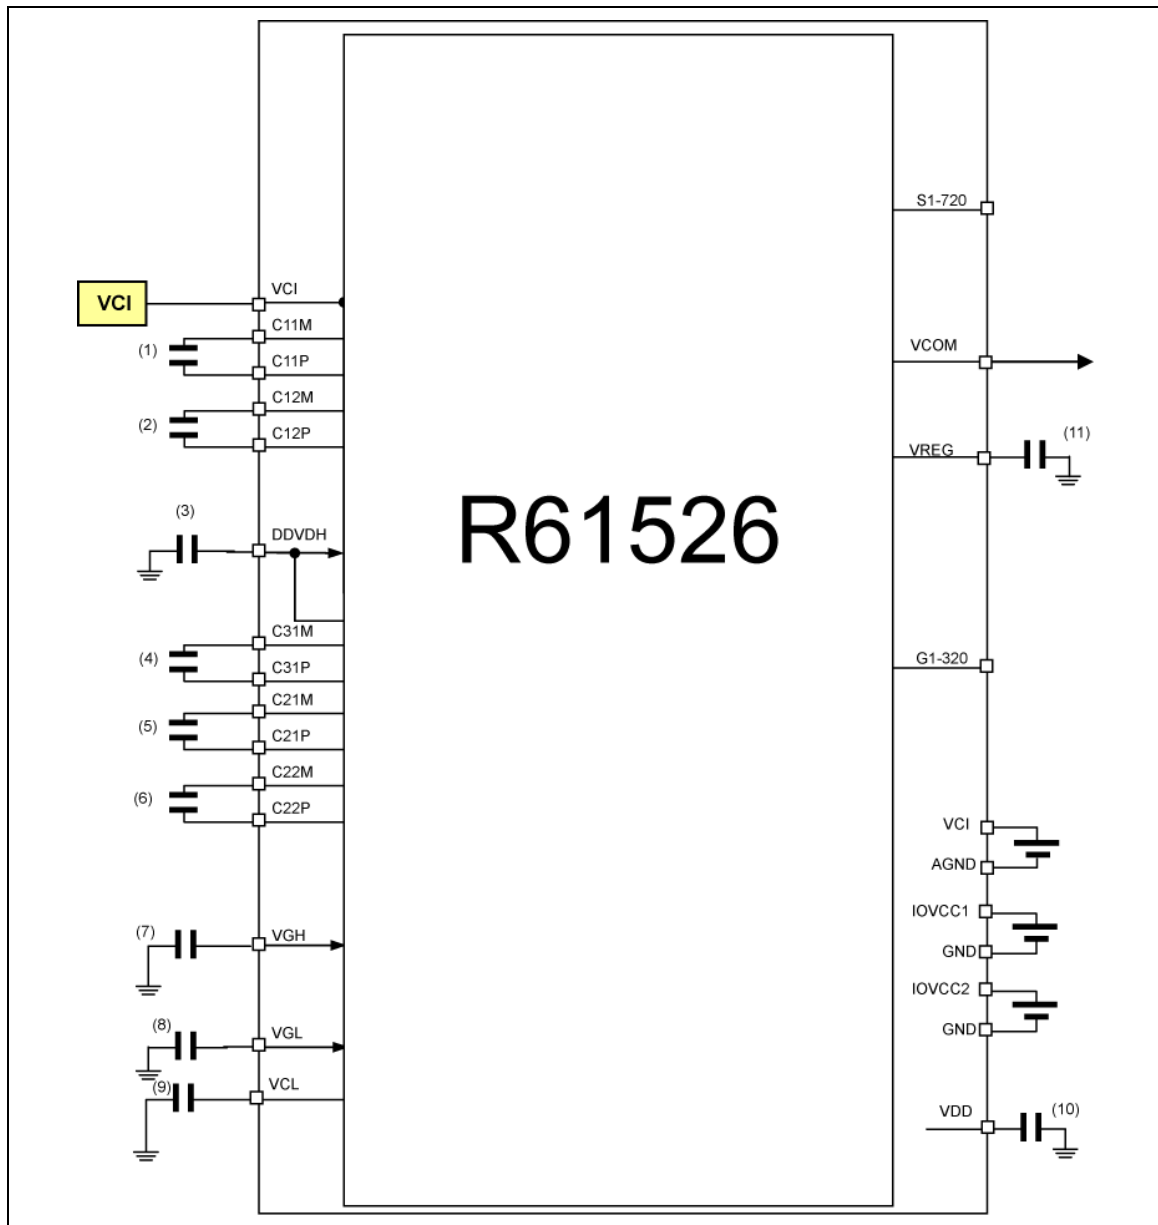 S1-720
VCI
VCI
C11M
(1)
VCOM
C11P
C12M
(2)
C12P
(11)
VREG
R61526
(3)
DDVDH
C31M
(4)
G1-320
C31P
C21M
(5)
C21P
C22M
(6)
C22P
VCI
AGND
IOVCC1
(7)
VGH
GND
IOVCC2
(8)
VGL
GND
(9)
VCL
VDD
(10)